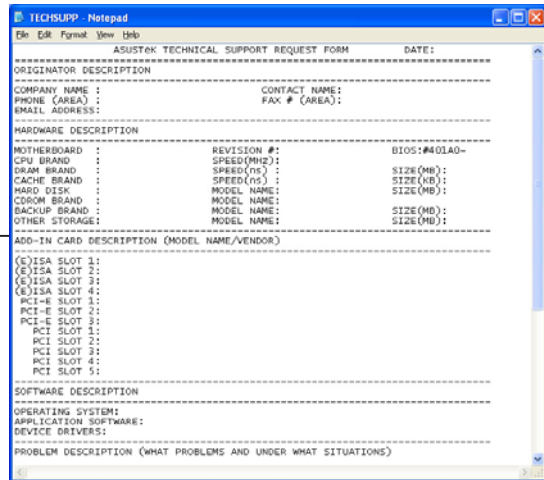 TECHSUPP - Notepad
File Edit Format View Help
ASUSTeK TECHNICAL SUPPORT REQUEST FORM DATE:
==================================================================
ORIGINATOR DESCRIPTION
------------------------------------------------------------------
COMPANY NAME : CONTACT NAME:
PHONE (AREA) : FAX # (AREA):
EMAIL ADDRESS:
------------------------------------------------------------------
HARDWARE DESCRIPTION
------------------------------------------------------------------
MOTHERBOARD : REVISION #: BIOS:#401A0-
CPU BRAND : SPEED(MHz):
DRAM BRAND : SPEED(ns) : SIZE(MB):
CACHE BRAND : SPEED(ns) : SIZE(KB):
HARD DISK : MODEL NAME: SIZE(MB):
CDROM BRAND : MODEL NAME:
BACKUP BRAND : MODEL NAME: SIZE(MB):
OTHER STORAGE: MODEL NAME: SIZE(MB):
------------------------------------------------------------------
ADD-IN CARD DESCRIPTION (MODEL NAME/VENDOR)
------------------------------------------------------------------
(E)ISA SLOT 1:
(E)ISA SLOT 2:
(E)ISA SLOT 3:
(E)ISA SLOT 4:
PCI-E SLOT 1:
PCI-E SLOT 2:
PCI-E SLOT 3:
PCI SLOT 1:
PCI SLOT 2:
PCI SLOT 3:
PCI SLOT 4:
PCI SLOT 5:
------------------------------------------------------------------
SOFTWARE DESCRIPTION
------------------------------------------------------------------
OPERATING SYSTEM:
APPLICATION SOFTWARE:
DEVICE DRIVERS:
------------------------------------------------------------------
PROBLEM DESCRIPTION (WHAT PROBLEMS AND UNDER WHAT SITUATIONS)